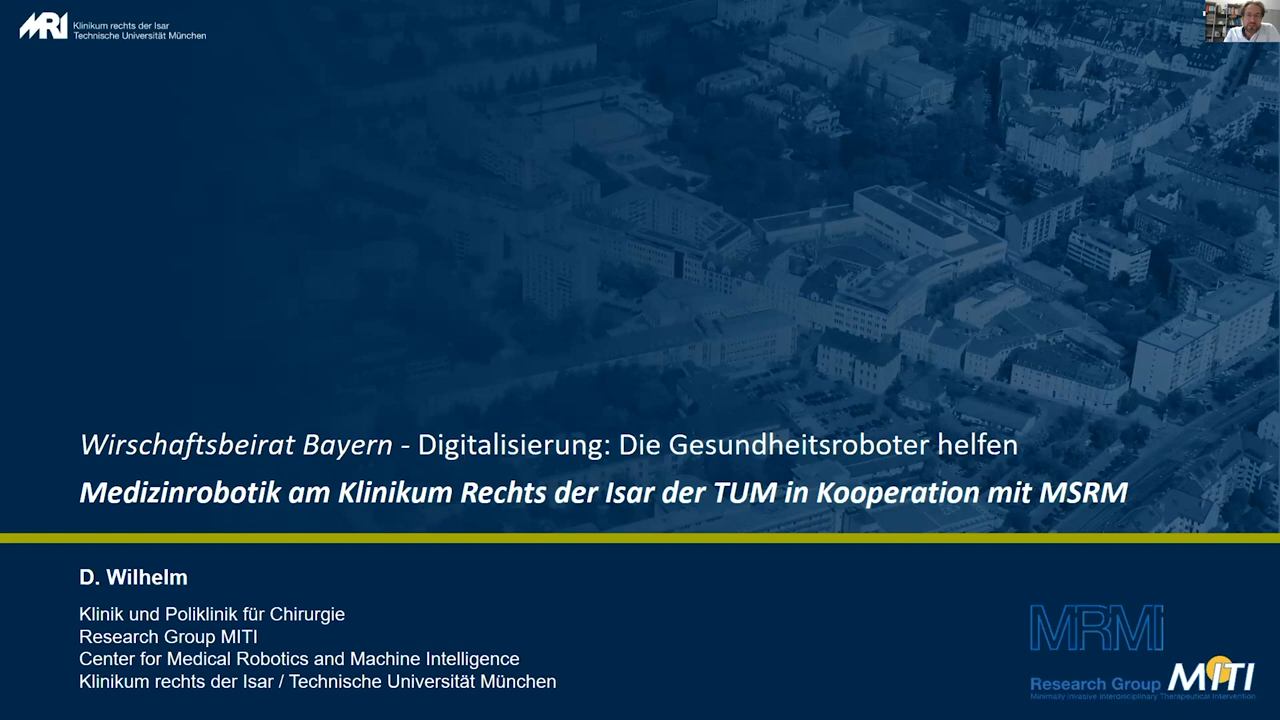 MRI
Klinikum rechts der Isar
Technische Universität München
Wirschaftsbeirat Bayern - Digitalisierung: Die Gesundheitsroboter helfen
Medizinrobotik am Klinikum Rechts der Isar der TUM in Kooperation mit MSRM
D. Wilhelm
Klinik und Poliklinik für Chirurgie
Research Group MITI
Center for Medical Robotics and Machine Intelligence
Klinikum rechts der Isar / Technische Universität München
MRMI
Research Group MITI
Minimally Invasive Interdisciplinary Therapeutical Intervention